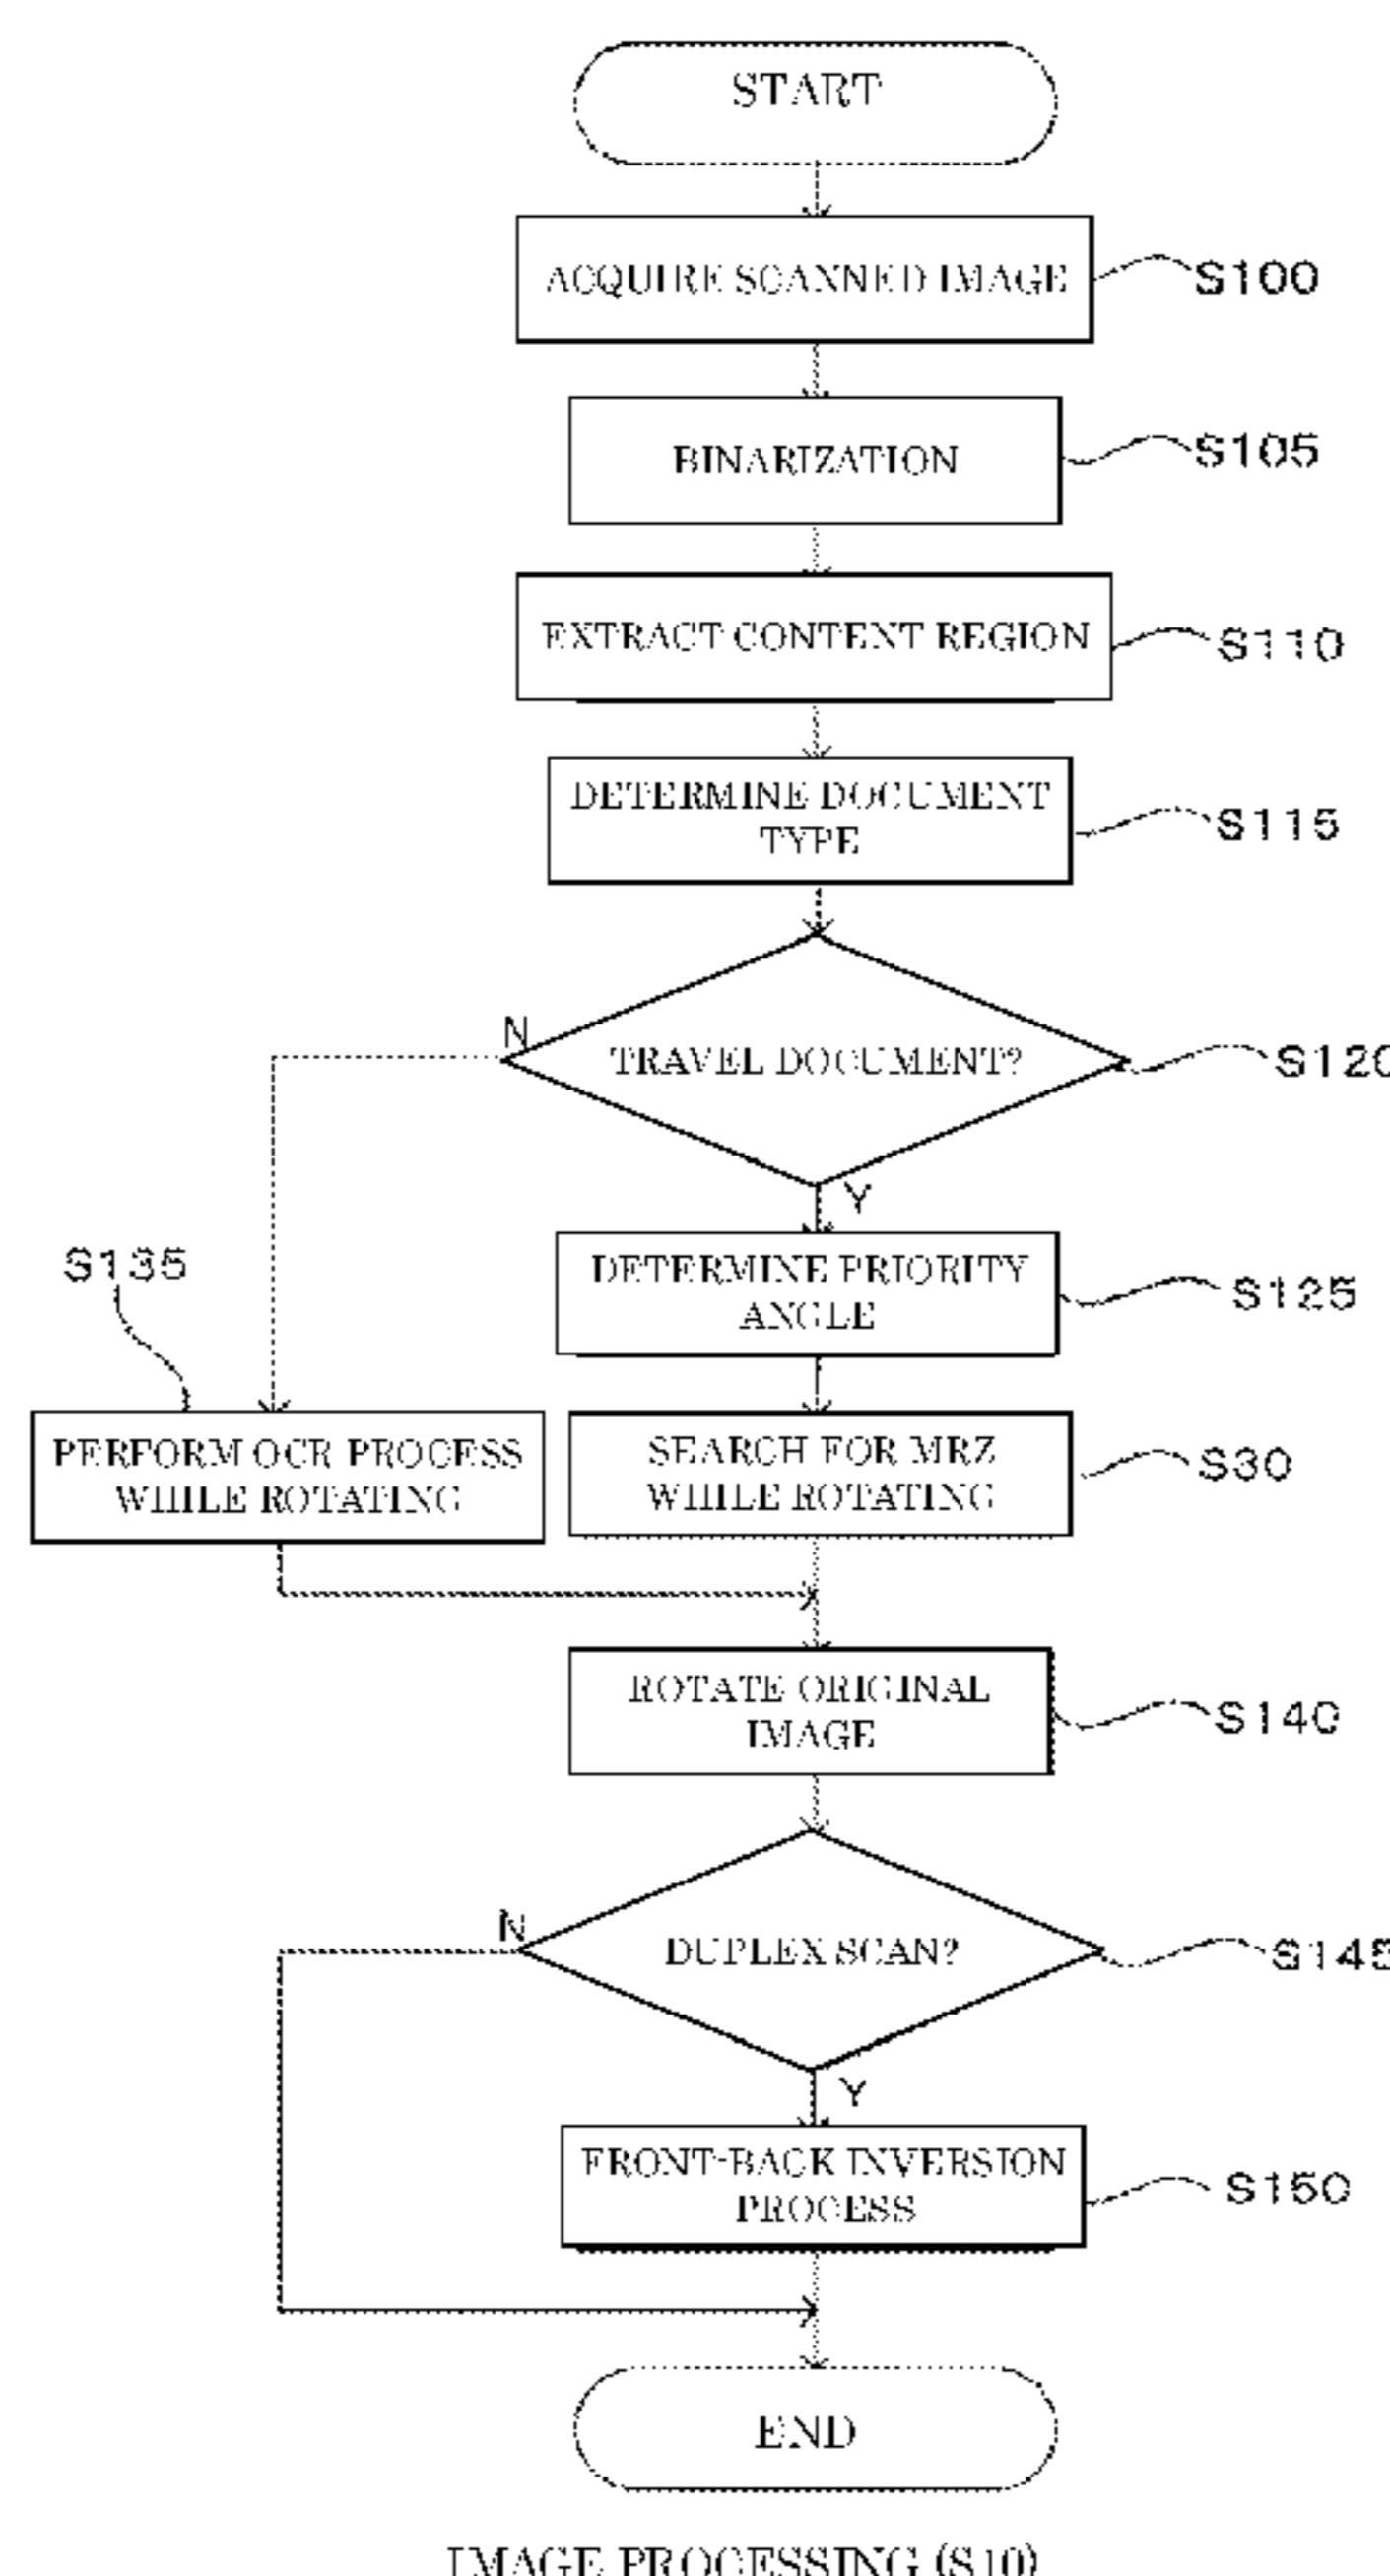 START
ACQUIRE SCANNED IMAGE
S100
BINARIZATION
S105
EXTRACT CONTENT REGION
S110
DETERMINE DOCUMENT
TYPE
S115
N
TRAVEL DOCUMENT?
S120
Y
S135
DETERMINE PRIORITY
ANGLE
S125
PERFORM OCR PROCESS
WHILE ROTATING
SEARCH FOR MRZ
WHILE ROTATING
S30
ROTATE ORIGINAL
IMAGE
S140
N
DUPLEX SCAN?
S145
Y
FRONT-BACK INVERSION
PROCESS
S150
END
IMAGE PROCESSING (S10)